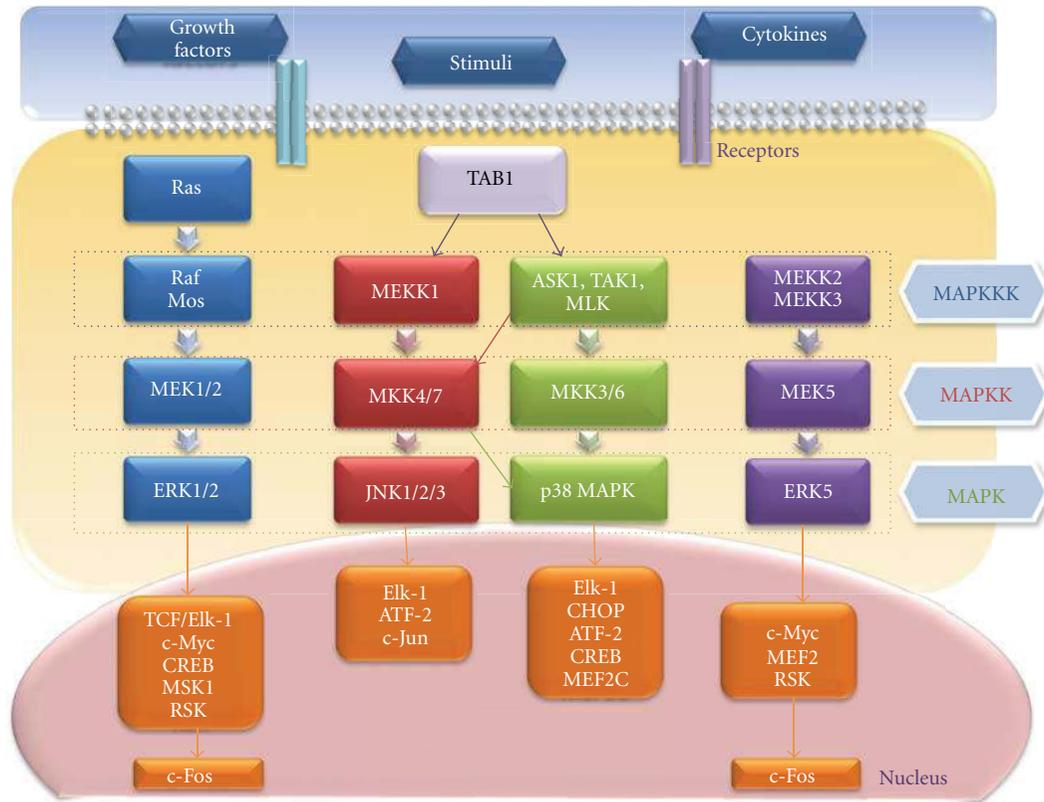 Growth
factors
Stimuli
Cytokines
Receptors
Ras
TAB1
Raf
Mos
MEKK1
ASK1, TAK1,
MLK
MEKK2
MEKK3
MAPKKK
MEK1/2
MKK4/7
MKK3/6
MEK5
MAPKK
ERK1/2
JNK1/2/3
p38 MAPK
ERK5
MAPK
TCF/Elk-1
c-Myc
CREB
MSK1
RSK
Elk-1
ATF-2
c-Jun
Elk-1
CHOP
ATF-2
CREB
MEF2C
c-Myc
MEF2
RSK
c-Fos
c-Fos
Nucleus